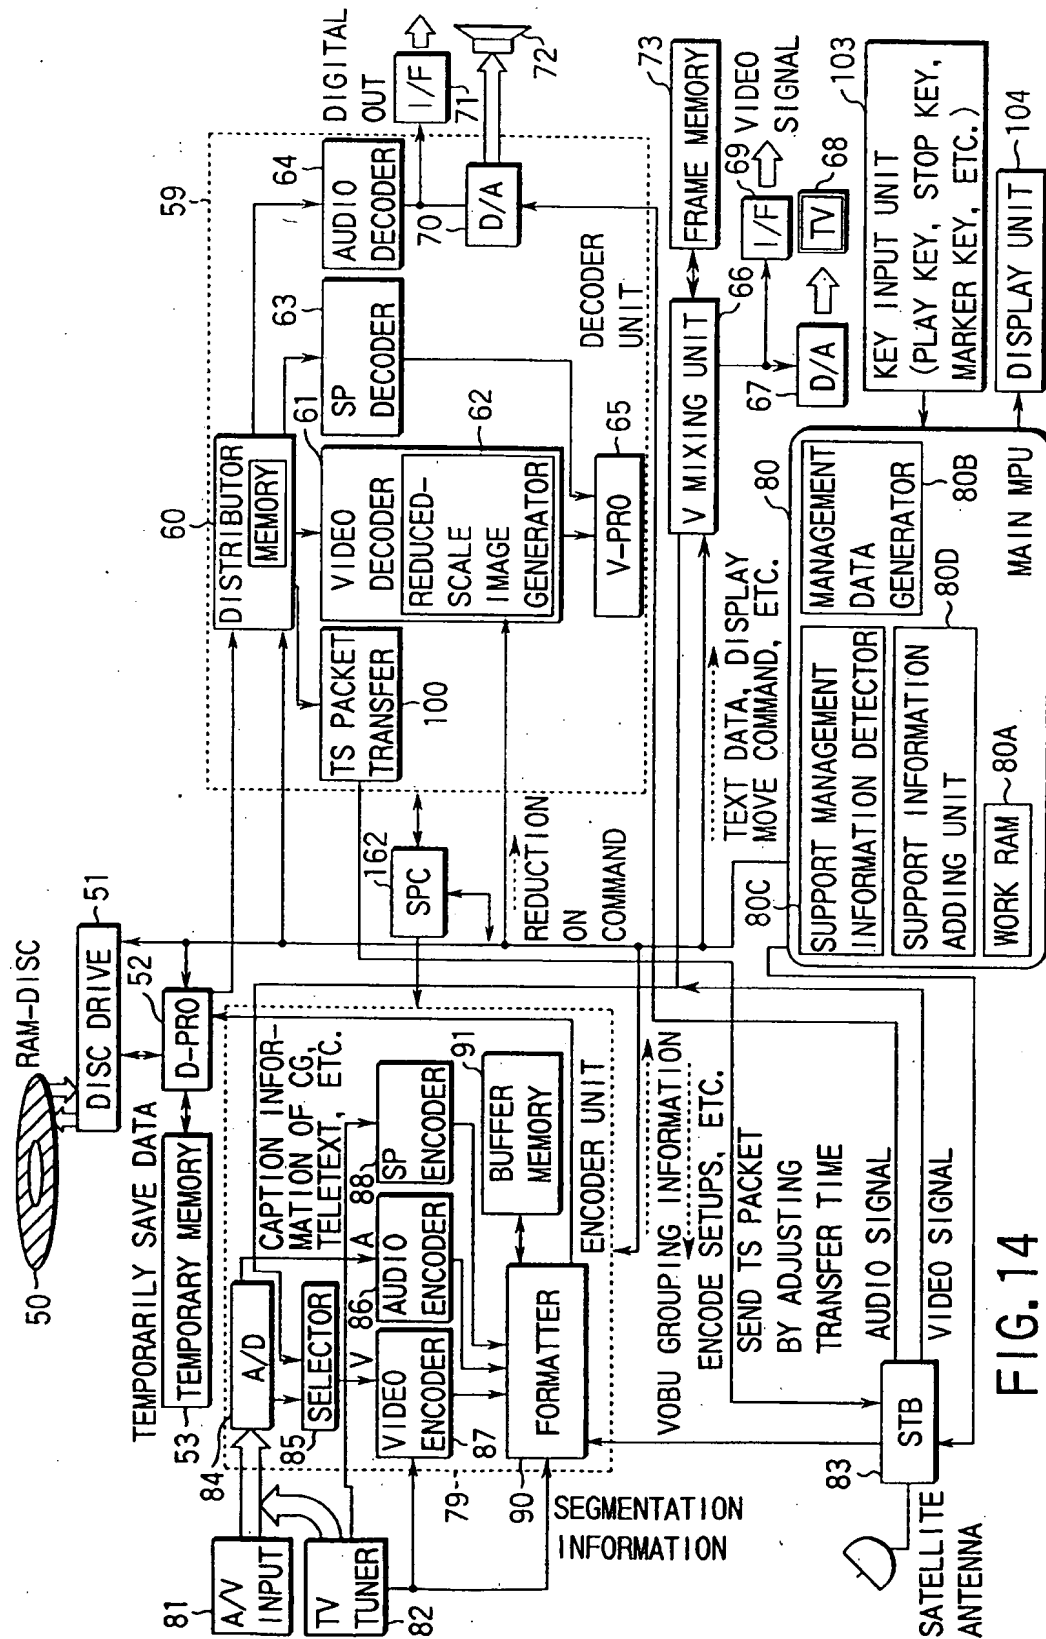 RAM-DISC
50
DISC DRIVE
51
TEMPORARILY SAVE DATA
53
TEMPORARY MEMORY
D-PRO
52
81
A/V
INPUT
TV
TUNER
82
84
A/D
CAPTION INFOR-
MATION OF CG,
TELETEXT, ETC.
85
SELECTOR
V
A
86
88
VIDEO
ENCODER
87
AUDIO
ENCODER
SP
ENCODER
79
90
FORMATTER
BUFFER
MEMORY
91
ENCODER UNIT
SEGMENTATION
INFORMATION
162
SPC
REDUCTION
ON
COMMAND
59
60
DISTRIBUTOR
MEMORY
TS PACKET
TRANSFER
100
61
VIDEO
DECODER
REDUCED-
SCALE
IMAGE
GENERATOR
62
63
SP
DECODER
64
AUDIO
DECODER
V-PRO
65
70
D/A
DECODER
UNIT
DIGITAL
OUT
I/F
71
72
FRAME MEMORY
73
V MIXING UNIT
66
69
I/F
VIDEO
SIGNAL
67
D/A
TV
68
VOBU GROUPING INFORMATION
ENCODE SETUPS, ETC.
SEND TS PACKET
BY ADJUSTING
TRANSFER TIME
AUDIO SIGNAL
VIDEO SIGNAL
TEXT DATA, DISPLAY
MOVE COMMAND, ETC.
SATELLITE
ANTENNA
83
STB
80C
80
SUPPORT MANAGEMENT
INFORMATION DETECTOR
MANAGEMENT
DATA
GENERATOR
80B
SUPPORT INFORMATION
ADDING UNIT
80D
WORK RAM
80A
MAIN MPU
KEY INPUT UNIT
(PLAY KEY, STOP KEY,
MARKER KEY, ETC.)
103
DISPLAY UNIT
104
FIG. 14